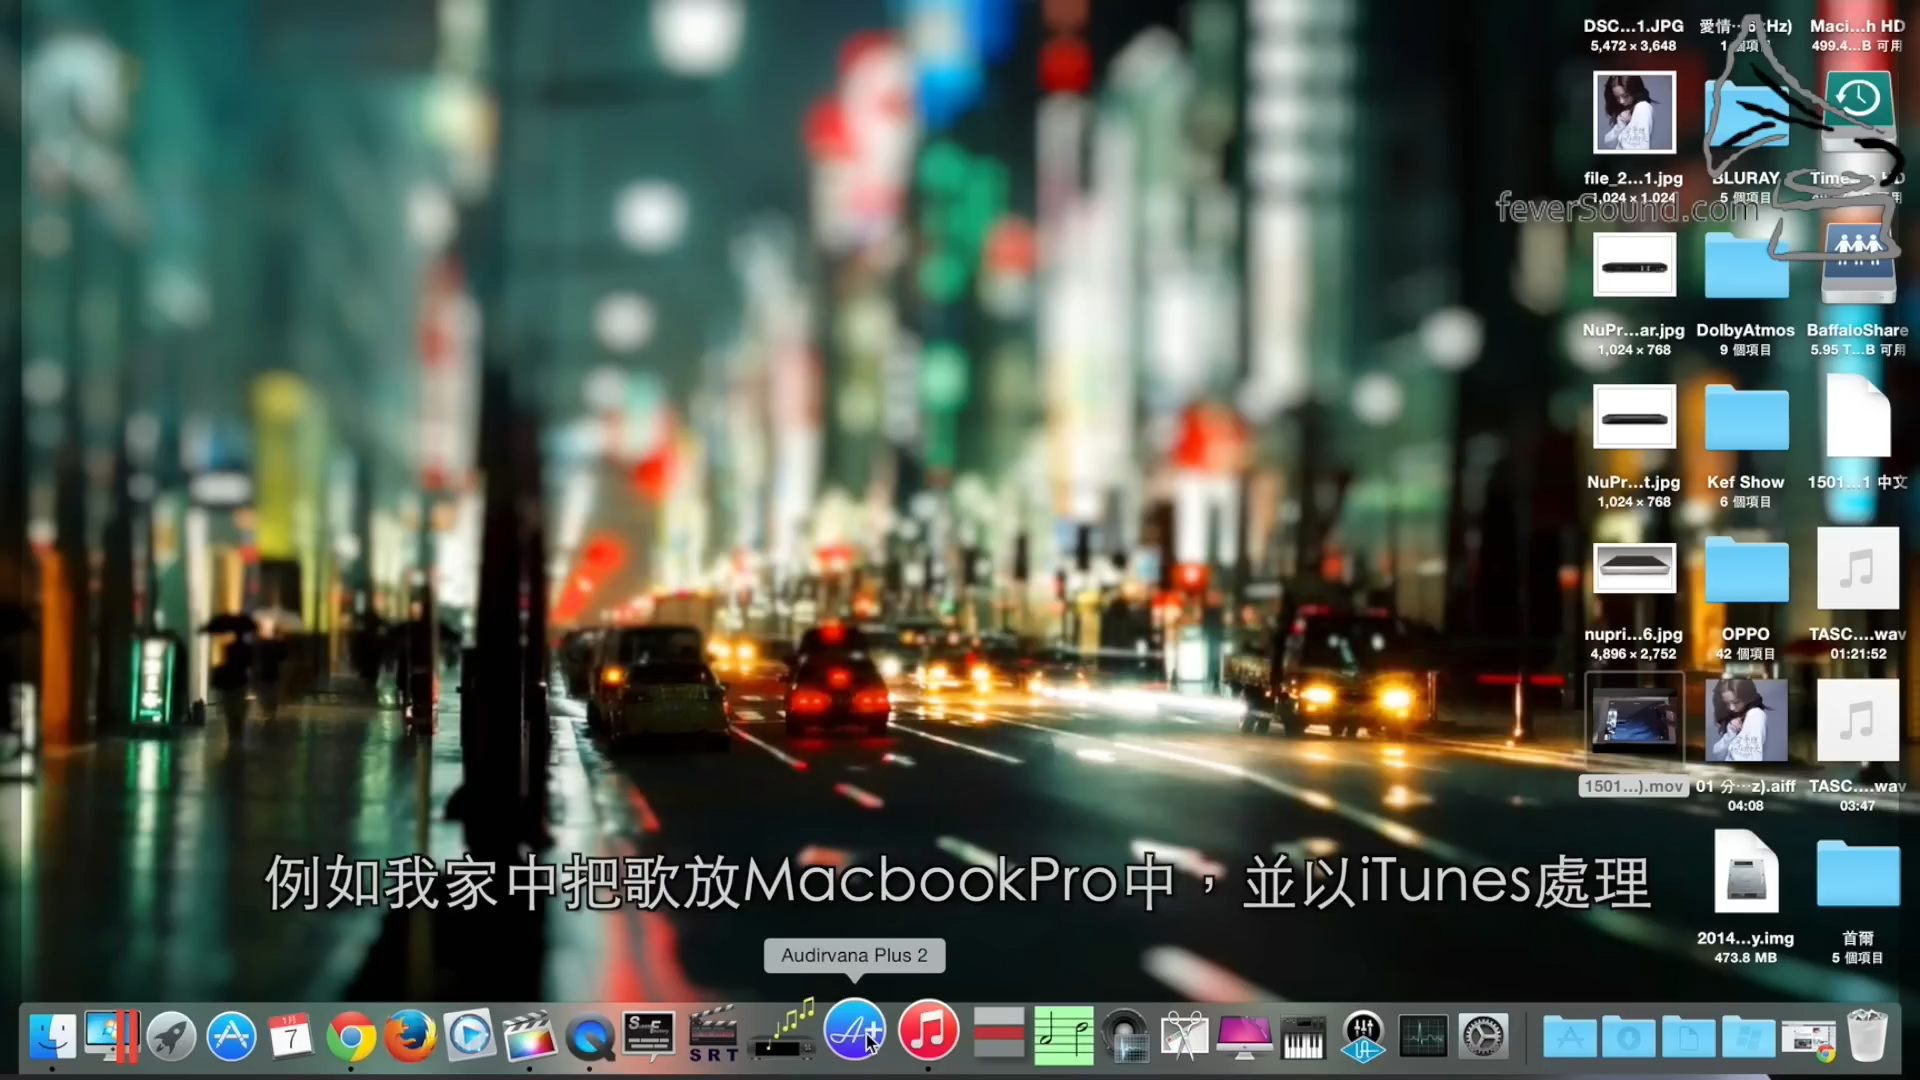 DSC...1.JPG
5,472 × 3,648
Maci...h HD
499.4...B 可用
file_2...1.jpg
1,024 × 1,024
BLURAY
5 個項目
feverSound.com
NuPr...ar.jpg
1,024 × 768
DolbyAtmos
9 個項目
BaffaloShare
5.95 T...B 可用
NuPr...t.jpg
1,024 × 768
Kef Show
6 個項目
1501...1 中文
nupri...6.jpg
4,896 × 2,752
OPPO
42 個項目
TASC....wav
01:21:52
1501...).mov
01 分⋯z).aiff
04:08
TASC....wav
03:47
例如我家中把歌放MacbookPro中，並以iTunes處理
2014...y.img
473.8 MB
首爾
5 個項目
Audirvana Plus 2
1月
7
SRT